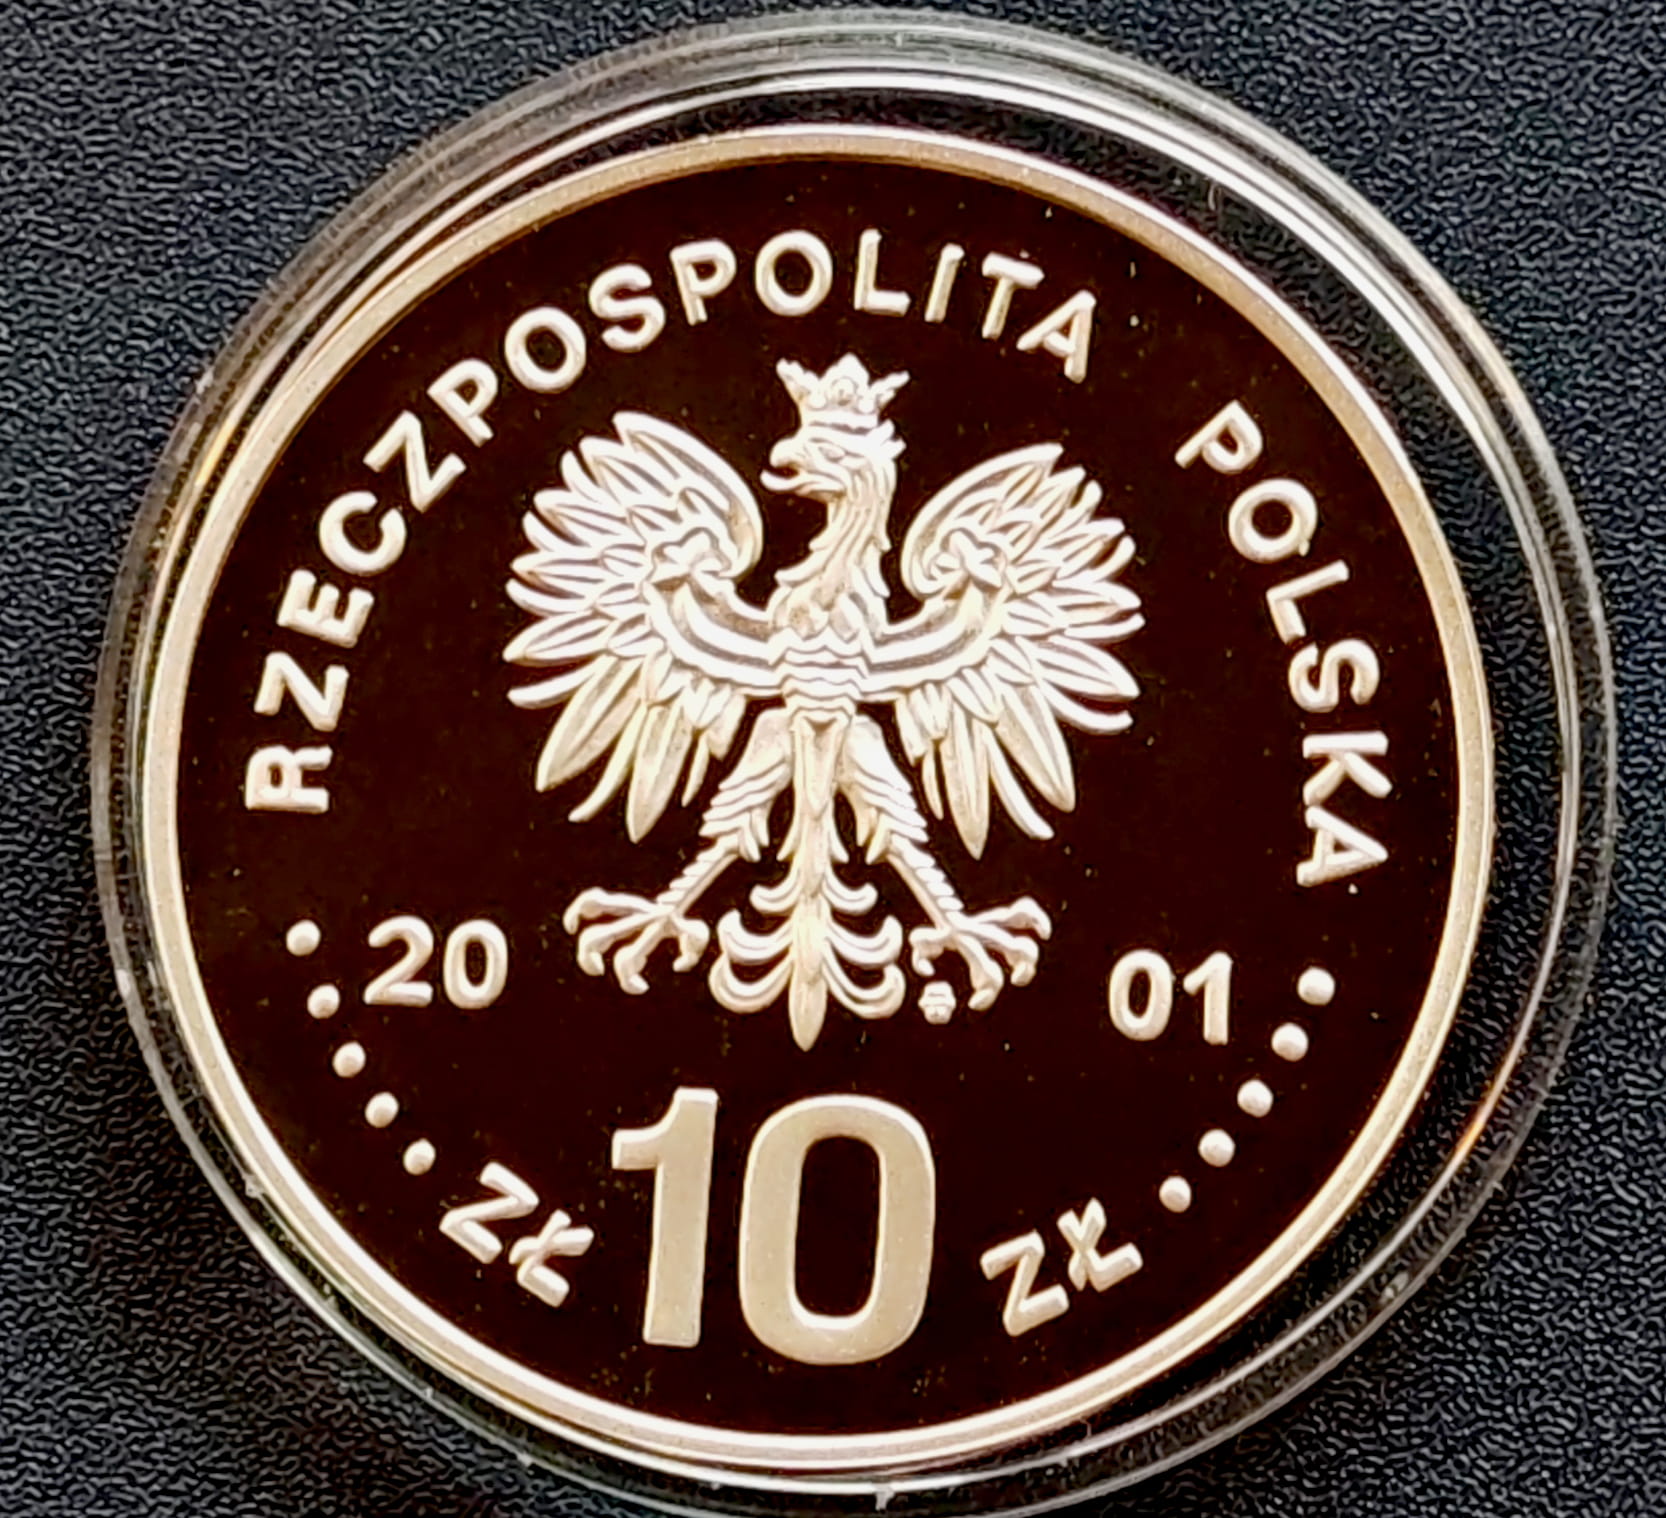 RZECZPOSPOLITA POLSKA
20 01
ZŁ 10 ZŁ